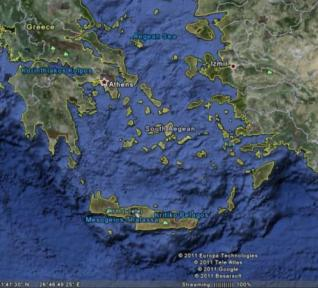 Greece
Aegean Sea
Izmir
Korinthiakos Kolpos
Athens
South Aegean
Kritiko Pelagos
Mesogeios Thalassa
© 2011 Europa Technologies
© 2011 Tele Atlas
© 2011 Google
© 2011 Basarsoft
Streaming 100%